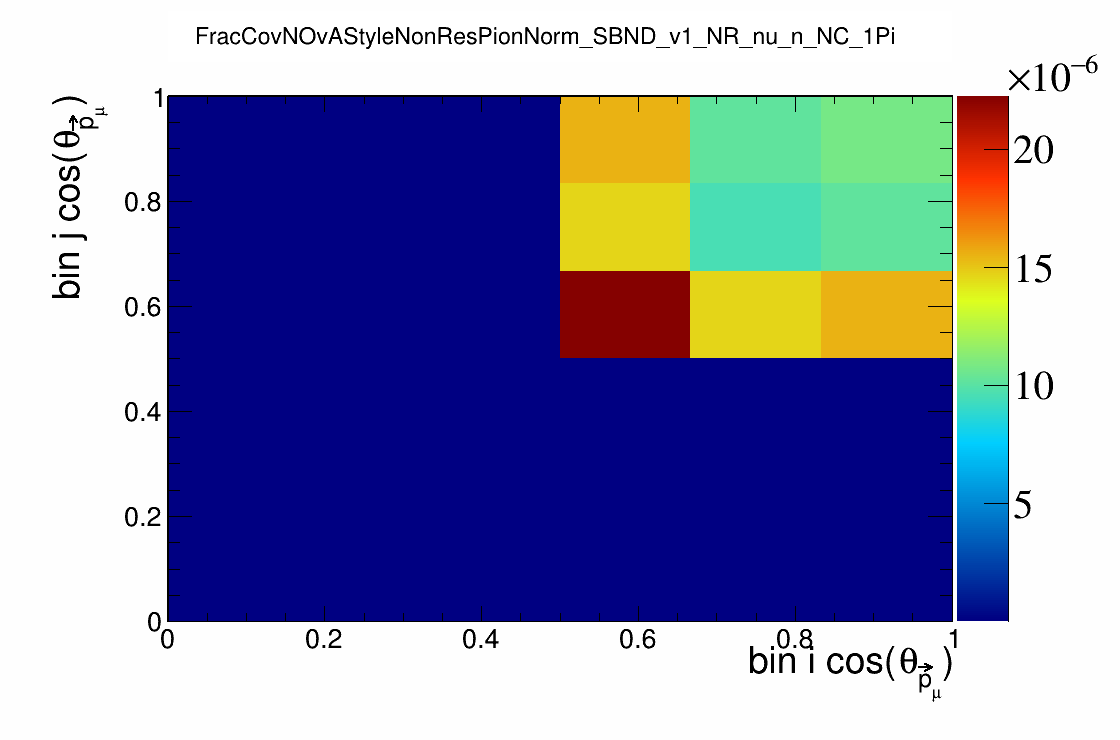 FracCovNOvAStyleNonResPionNorm_SBND_v1_NR_nu_n_NC_1Pi
×10⁻⁶
bin j cos(θ_p⃗_μ)
1
0.8
0.6
0.4
0.2
0
0 0.2 0.4 0.6 0.8 1
bin i cos(θ_p⃗_μ)
20
15
10
5